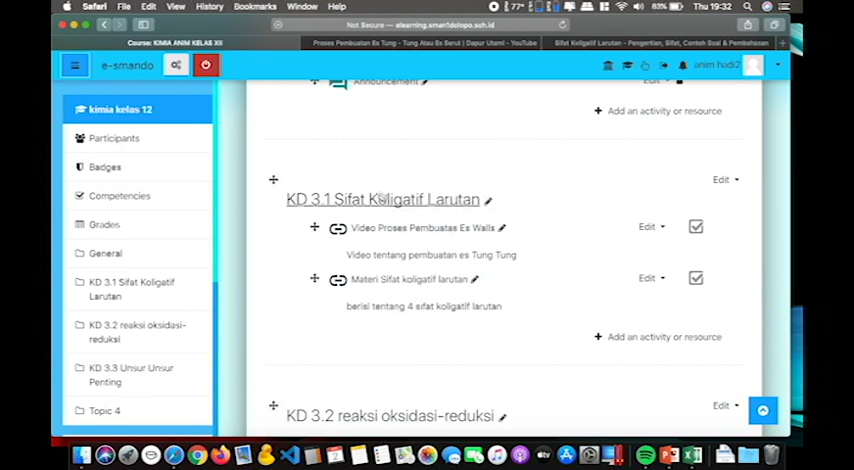 Safari File Edit View History Bookmarks Window Help 77° 83% Thu 19:32
Not Secure — elearning.sman1dolopo.sch.id
Course: KIMIA ANIM KELAS XII
Proses Pembuatan Es Tung - Tung Atau Es Serut | Dapur Utami - YouTube
Sifat Koligatif Larutan - Pengertian, Sifat, Contoh Soal & Pembahasan
e-smando
anim hadi2
kimia kelas 12
Participants
Badges
Competencies
Grades
General
KD 3.1 Sifat Koligatif
Larutan
KD 3.2 reaksi oksidasi-
reduksi
KD 3.3 Unsur Unsur
Penting
Topic 4
Announcement
Edit
+ Add an activity or resource
Edit
KD 3.1 Sifat Koligatif Larutan
Video Proses Pembuatas Es Walls
Edit
Video tentang pembuatan es Tung Tung
Materi Sifat koligatif larutan
Edit
berisi tentang 4 sifat koligatif larutan
+ Add an activity or resource
Edit
KD 3.2 reaksi oksidasi-reduksi